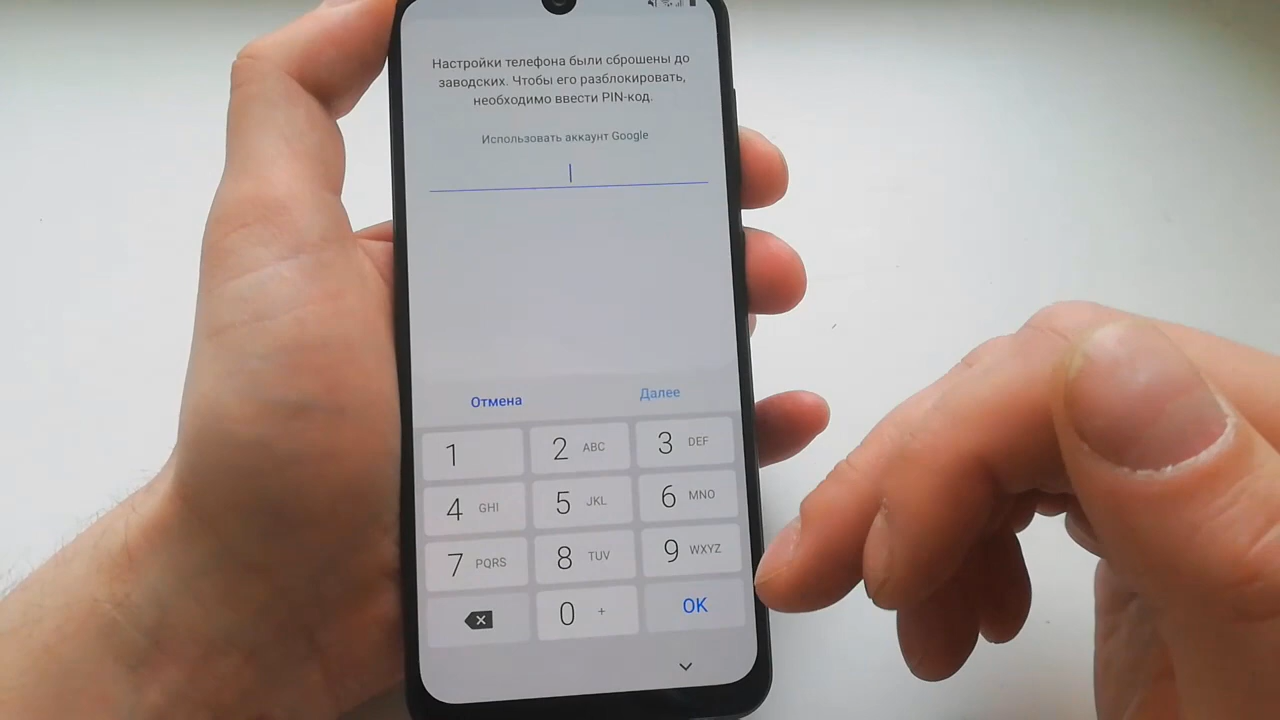 Настройки телефона были сброшены до
заводских. Чтобы его разблокировать,
необходимо ввести PIN-код.
Использовать аккаунт Google
Отмена Далее
1 2 ABC 3 DEF
4 GHI 5 JKL 6 MNO
7 PQRS 8 TUV 9 WXYZ
0 + OK